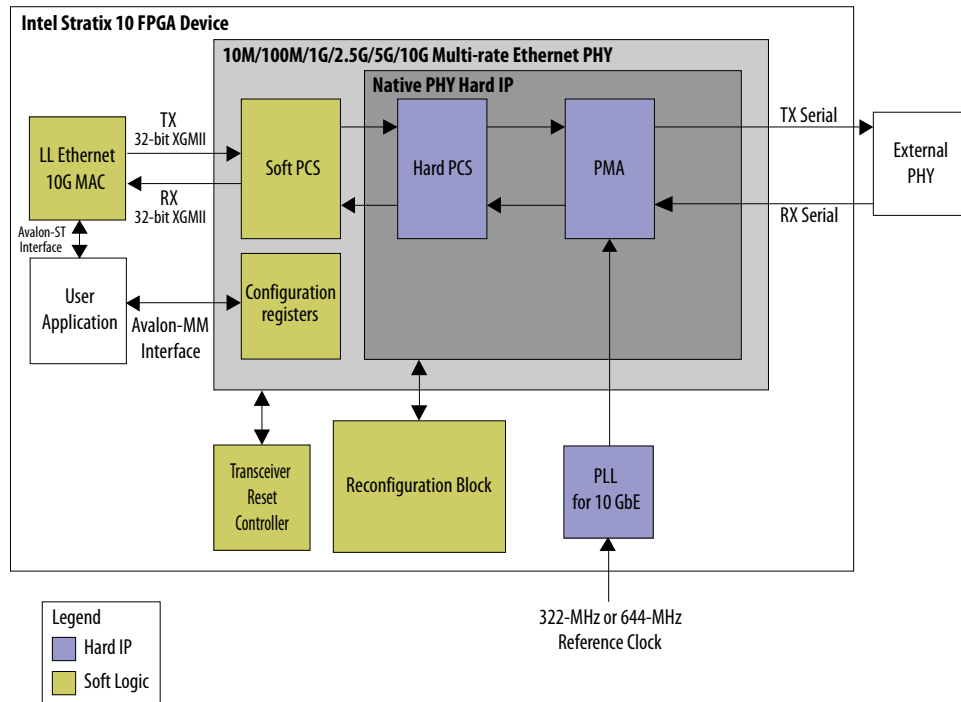 Intel Stratix 10 FPGA Device
10M/100M/1G/2.5G/5G/10G Multi-rate Ethernet PHY
Native PHY Hard IP
LL Ethernet
10G MAC
TX
32-bit XGMII
RX
32-bit XGMII
Soft PCS
Hard PCS
PMA
TX Serial
RX Serial
External
PHY
Avalon-ST
Interface
User
Application
Avalon-MM
Interface
Configuration
registers
Transceiver
Reset
Controller
Reconfiguration Block
PLL
for 10 GbE
322-MHz or 644-MHz
Reference Clock
Legend
Hard IP
Soft Logic